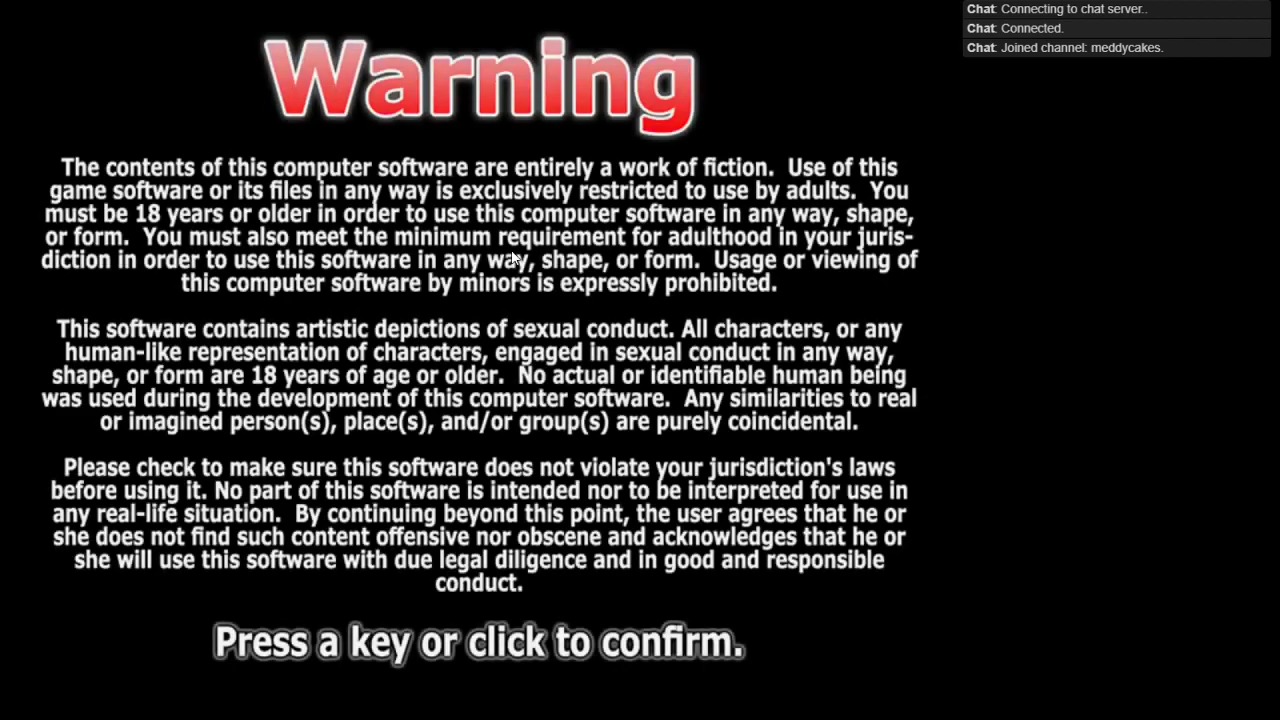 Warning
The contents of this computer software are entirely a work of fiction.  Use of this
game software or its files in any way is exclusively restricted to use by adults.  You
must be 18 years or older in order to use this computer software in any way, shape,
or form.  You must also meet the minimum requirement for adulthood in your juris-
diction in order to use this software in any way, shape, or form.  Usage or viewing of
this computer software by minors is expressly prohibited.
This software contains artistic depictions of sexual conduct. All characters, or any
human-like representation of characters, engaged in sexual conduct in any way,
shape, or form are 18 years of age or older.  No actual or identifiable human being
was used during the development of this computer software.  Any similarities to real
or imagined person(s), place(s), and/or group(s) are purely coincidental.
Please check to make sure this software does not violate your jurisdiction's laws
before using it. No part of this software is intended nor to be interpreted for use in
any real-life situation.  By continuing beyond this point, the user agrees that he or
she does not find such content offensive nor obscene and acknowledges that he or
she will use this software with due legal diligence and in good and responsible
conduct.
Press a key or click to confirm.
Chat: Connecting to chat server..
Chat: Connected.
Chat: Joined channel: meddycakes.